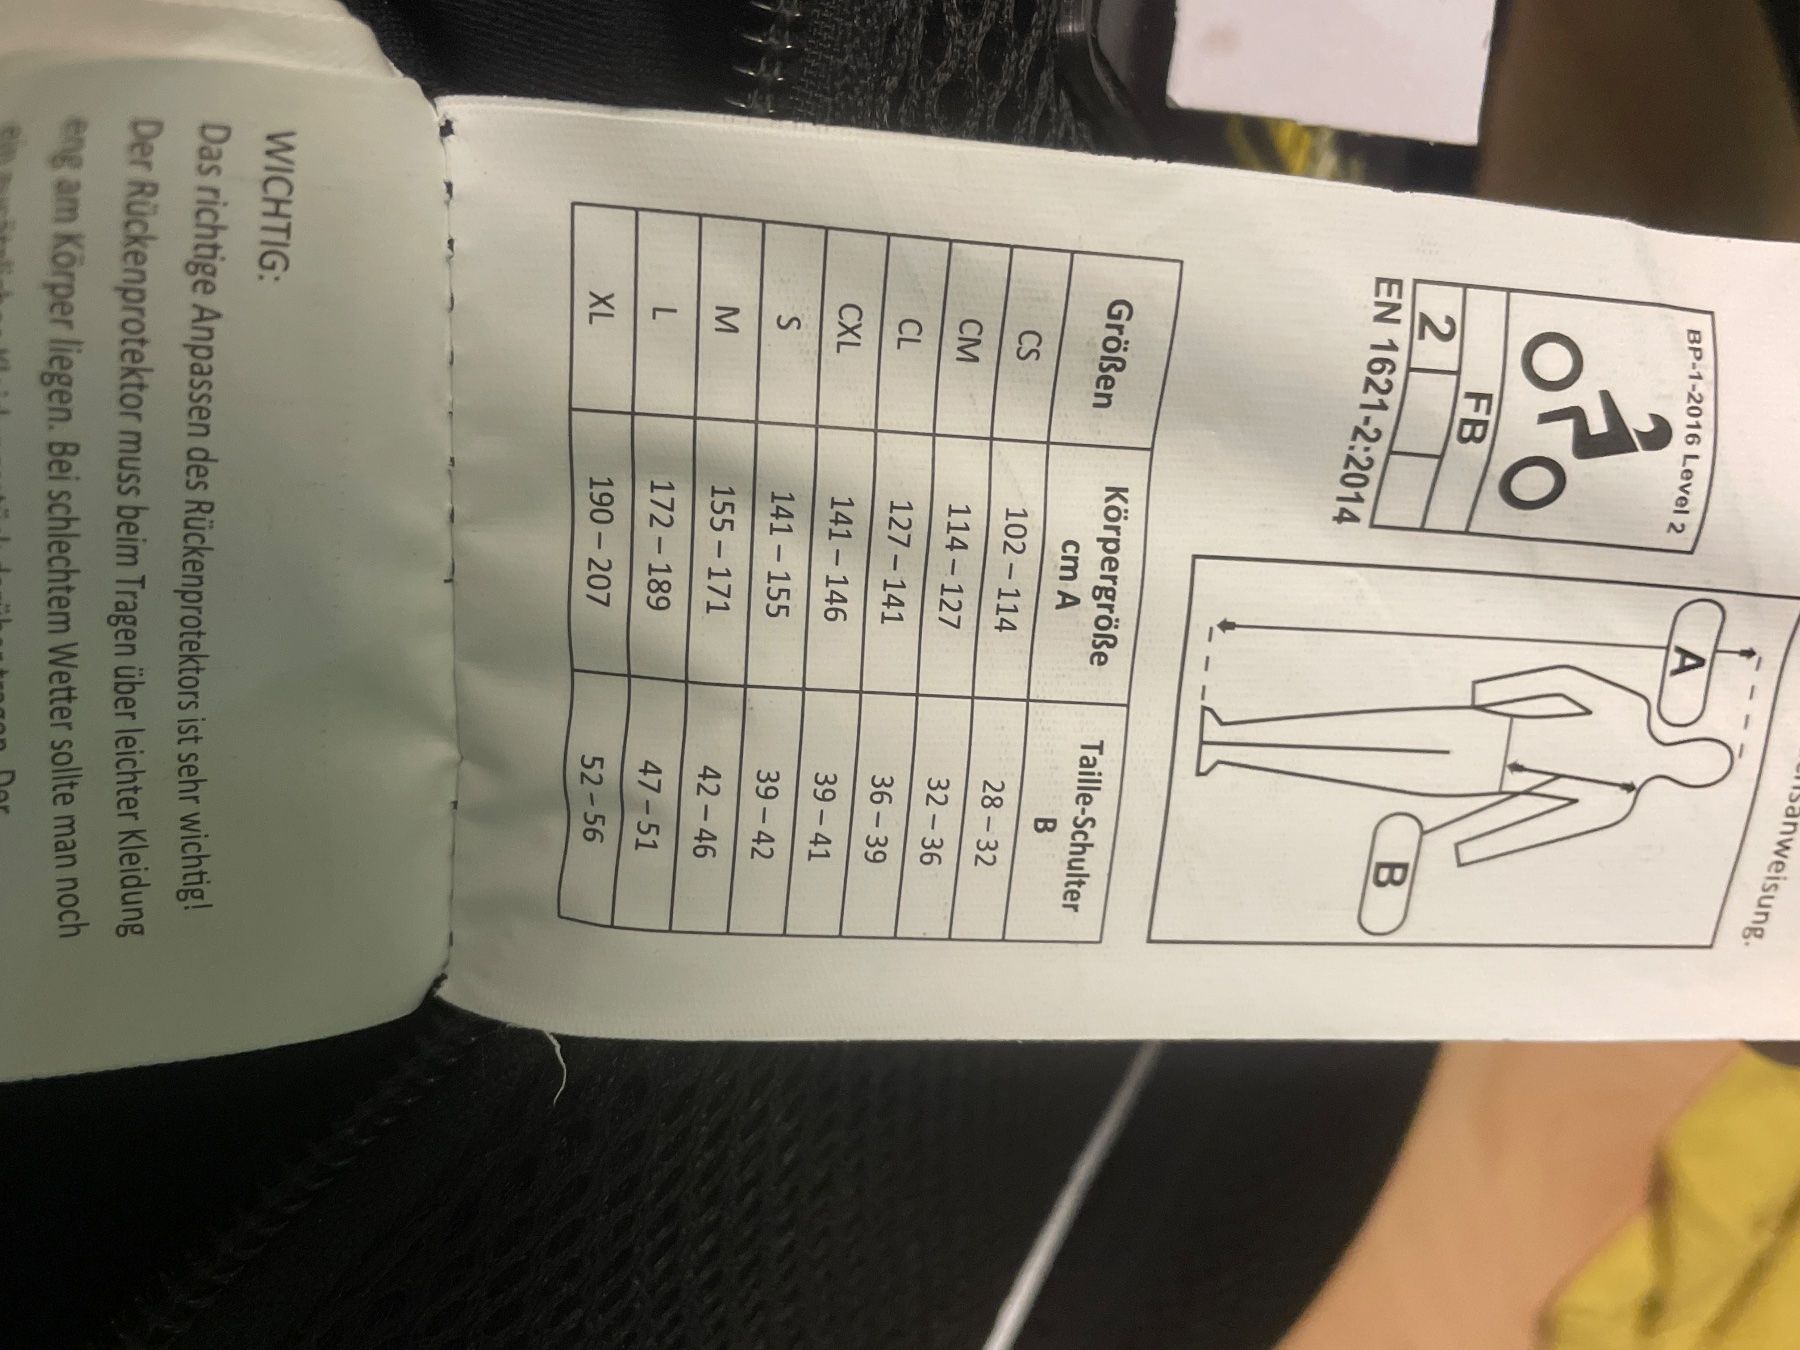 BP-1-2016 Level 2
FB
2
EN 1621-2:2014
A
B
Größen Körpergröße cm A Taille-Schulter B
CS 102 – 114 28 – 32
CM 114 – 127 32 – 36
CL 127 – 141 36 – 39
CXL 141 – 146 39 – 41
S 141 – 155 39 – 42
M 155 – 171 42 – 46
L 172 – 189 47 – 51
XL 190 – 207 52 – 56
WICHTIG:
Das richtige Anpassen des Rückenprotektors ist sehr wichtig!
Der Rückenprotektor muss beim Tragen über leichter Kleidung
eng am Körper liegen. Bei schlechtem Wetter sollte man noch